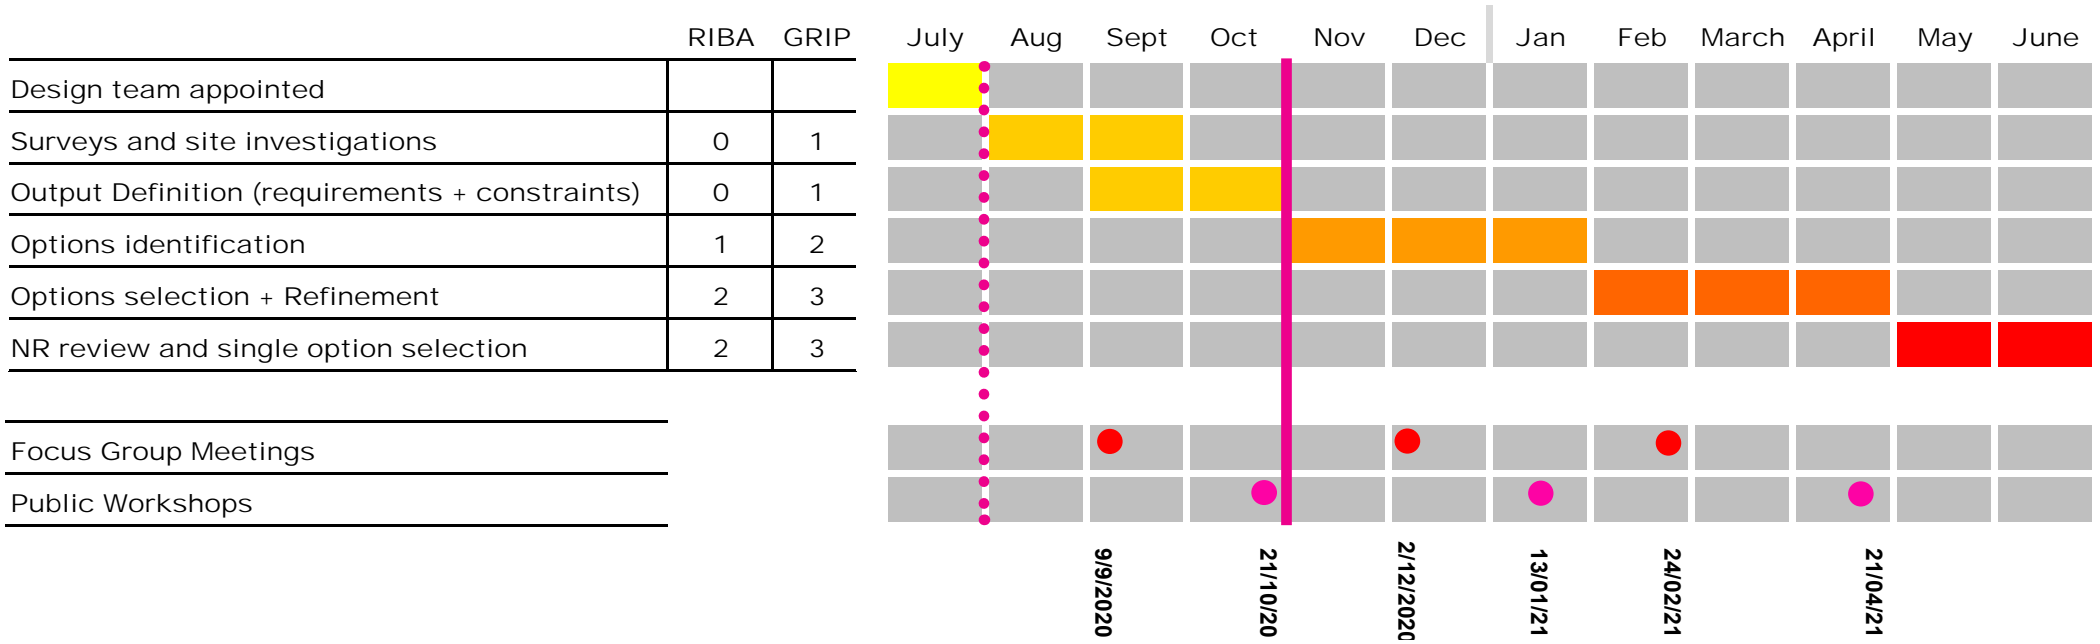 RIBA GRIP July Aug Sept Oct Nov Dec Jan Feb March April May June
Design team appointed
Surveys and site investigations 0 1
Output Definition (requirements + constraints) 0 1
Options identification 1 2
Options selection + Refinement 2 3
NR review and single option selection 2 3
Focus Group Meetings
Public Workshops
9/9/2020
21/10/20
2/12/2020
13/01/21
24/02/21
21/04/21